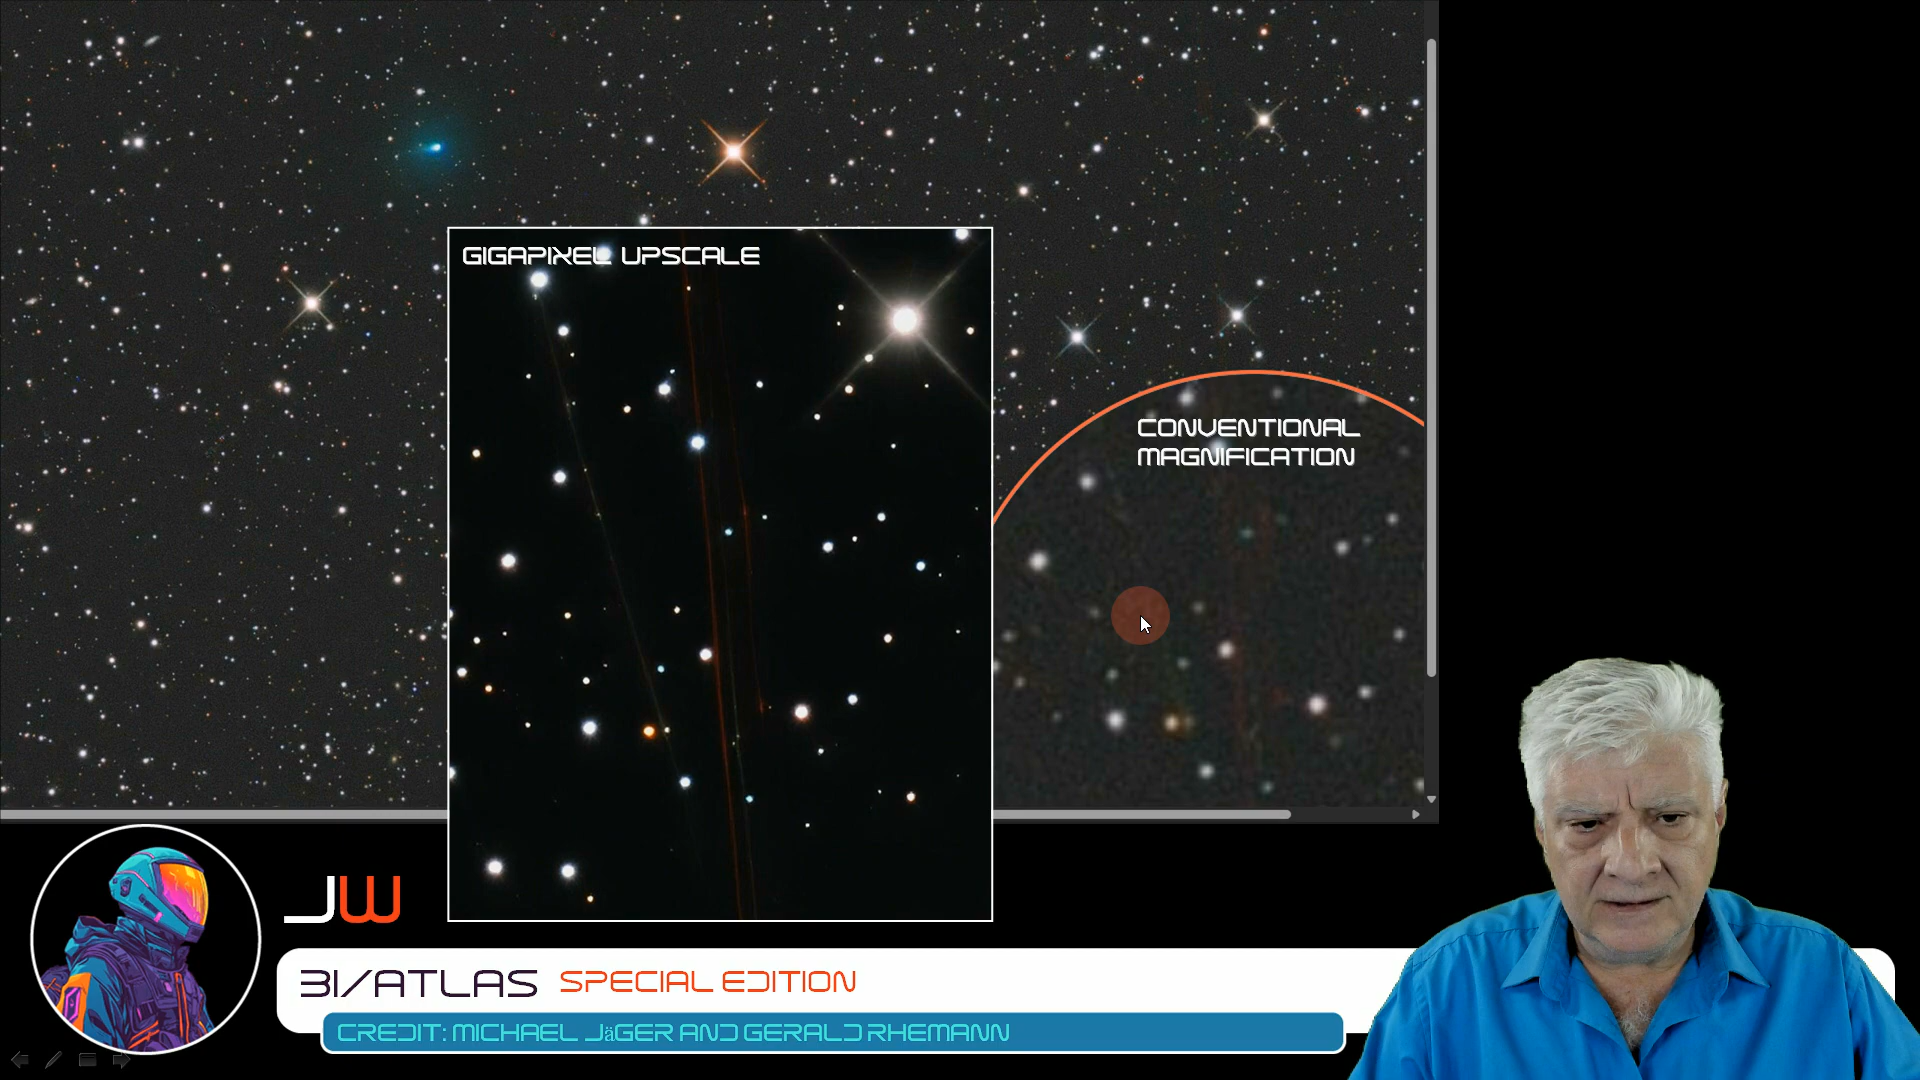 GIGAPIXEL UPSCALE
CONVENTIONAL
MAGNIFICATION
JW
3I/ATLAS SPECIAL EDITION
CREDIT: MICHAEL JäGER AND GERALD RHEMANN